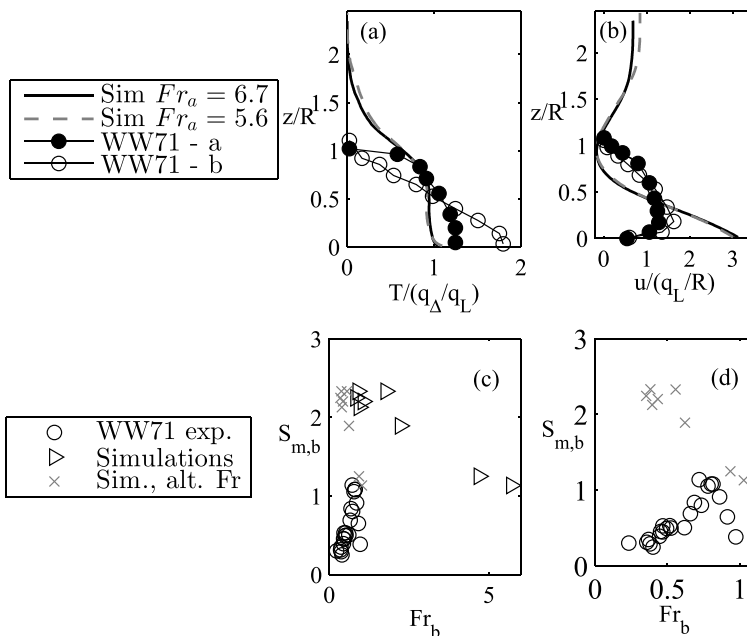 (a)
(b)
Sim Fr_a = 6.7
Sim Fr_a = 5.6
WW71 - a
WW71 - b
z/R
2
1.5
1
0.5
0
0
1
2
T/(q_Δ/q_L)
z/R
2
1.5
1
0.5
0
0
1
2
3
u/(q_L/R)
(c)
(d)
WW71 exp.
Simulations
Sim., alt. Fr
S_m,b
3
2
1
0
0
5
Fr_b
S_m,b
3
2
1
0
0
0.5
1
Fr_b